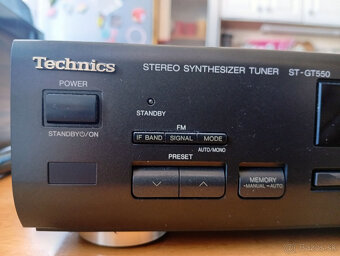 Technics
STEREO SYNTHESIZER TUNER ST-GT550
POWER
STANDBY⏻/ON
STANDBY
FM
IF BAND SIGNAL MODE
AUTO/MONO
PRESET
MEMORY
–MANUAL –AUTO